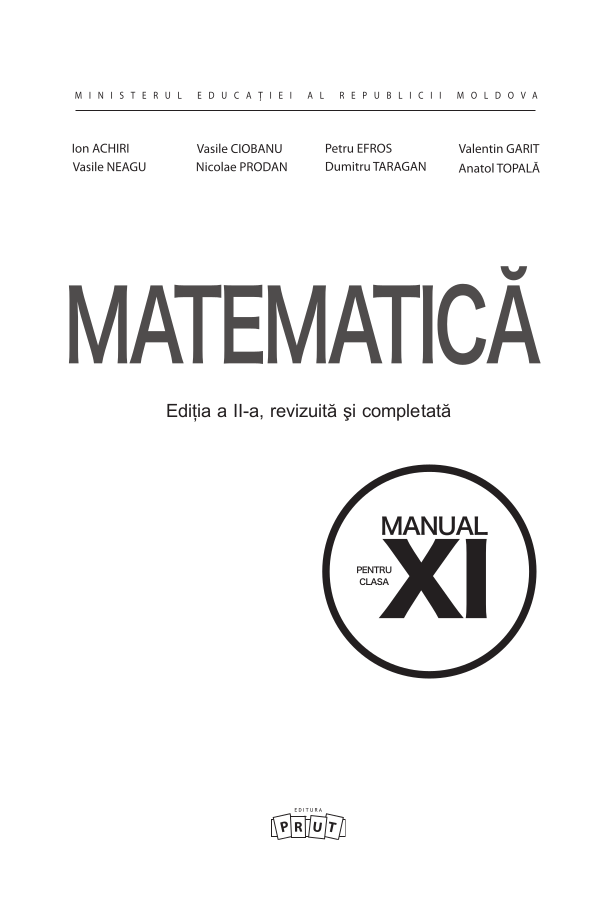 MINISTERUL EDUCAȚIEI AL REPUBLICII MOLDOVA
Ion ACHIRI Vasile CIOBANU Petru EFROS Valentin GARIT
Vasile NEAGU Nicolae PRODAN Dumitru TARAGAN Anatol TOPALĂ
MATEMATICĂ
Ediţia a II-a, revizuită şi completată
MANUAL
PENTRU
CLASA
XI
EDITURA
PRUT